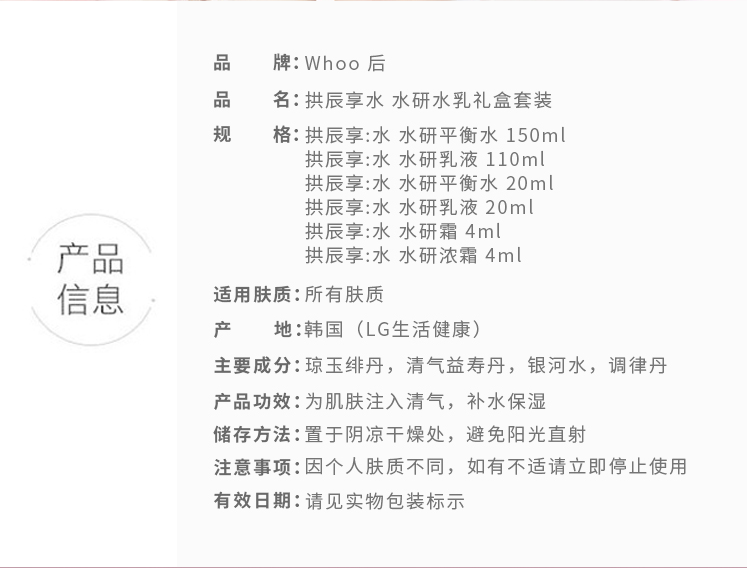 产品
信息
品 牌：Whoo 后
品 名：拱辰享水 水研水乳礼盒套装
规 格：拱辰享:水 水研平衡水 150ml
拱辰享:水 水研乳液 110ml
拱辰享:水 水研平衡水 20ml
拱辰享:水 水研乳液 20ml
拱辰享:水 水研霜 4ml
拱辰享:水 水研浓霜 4ml
适用肤质：所有肤质
产 地：韩国（LG生活健康）
主要成分：琼玉绯丹，清气益寿丹，银河水，调律丹
产品功效：为肌肤注入清气，补水保湿
储存方法：置于阴凉干燥处，避免阳光直射
注意事项：因个人肤质不同，如有不适请立即停止使用
有效日期：请见实物包装标示